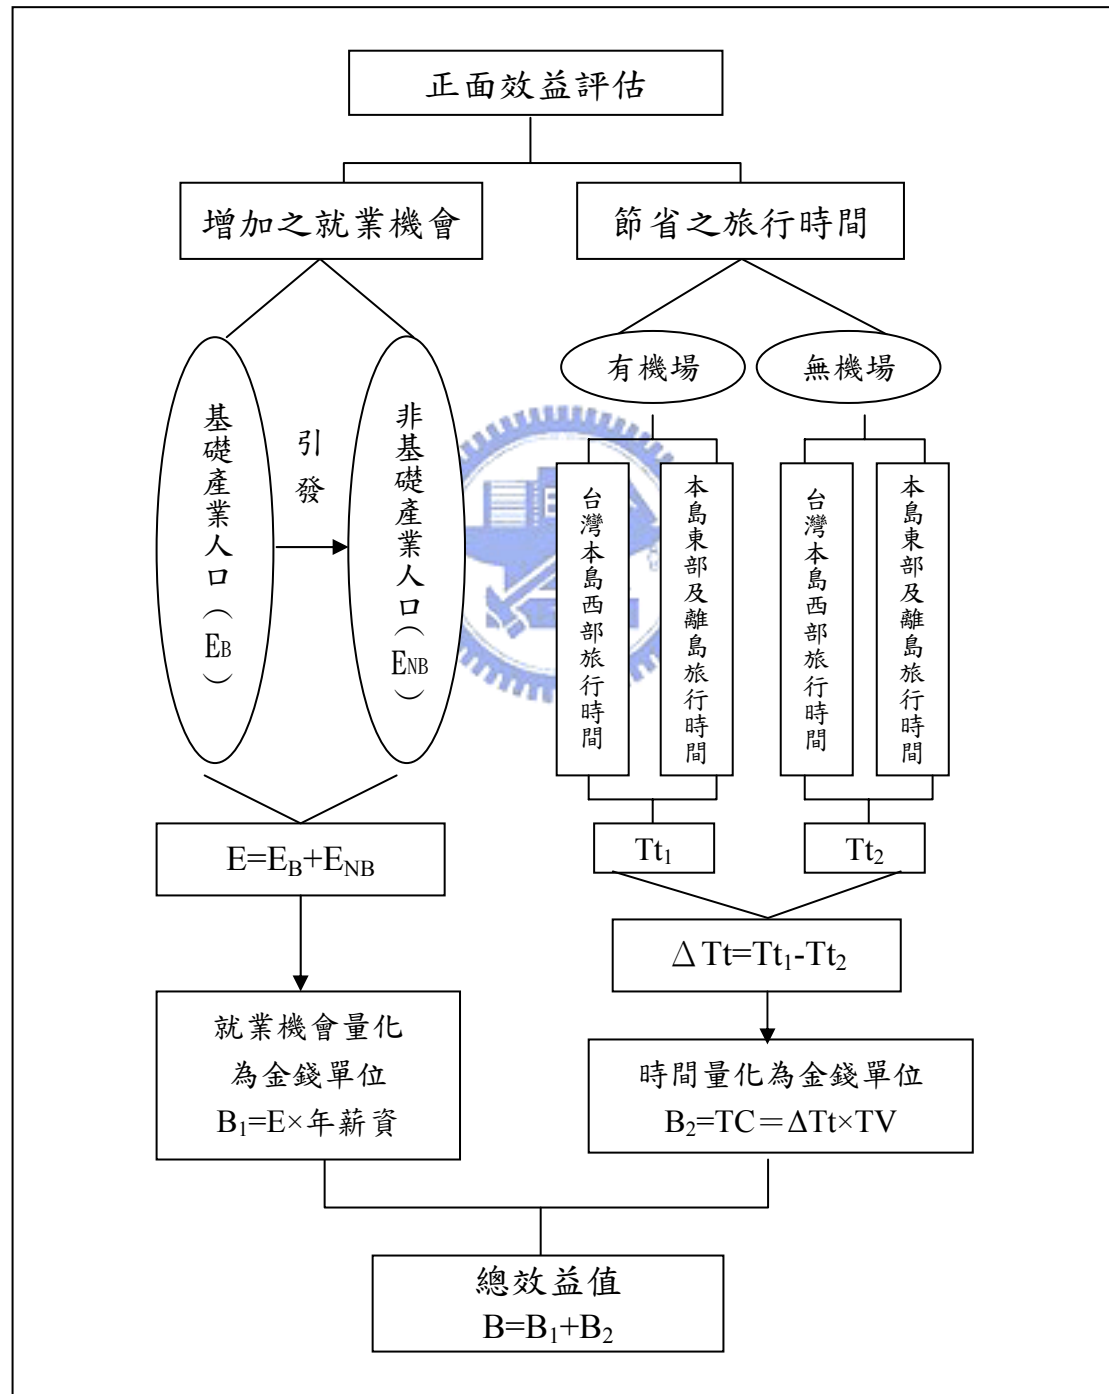 正面效益評估
增加之就業機會
節省之旅行時間
有機場
無機場
基礎產業人口（EB）
引發
非基礎產業人口（ENB）
台灣本島西部旅行時間
本島東部及離島旅行時間
台灣本島西部旅行時間
本島東部及離島旅行時間
E=E_B+E_NB
Tt₁
Tt₂
Δ Tt=Tt₁-Tt₂
就業機會量化
為金錢單位
B₁=E×年薪資
時間量化為金錢單位
B₂=TC＝ΔTt×TV
總效益值
B=B₁+B₂